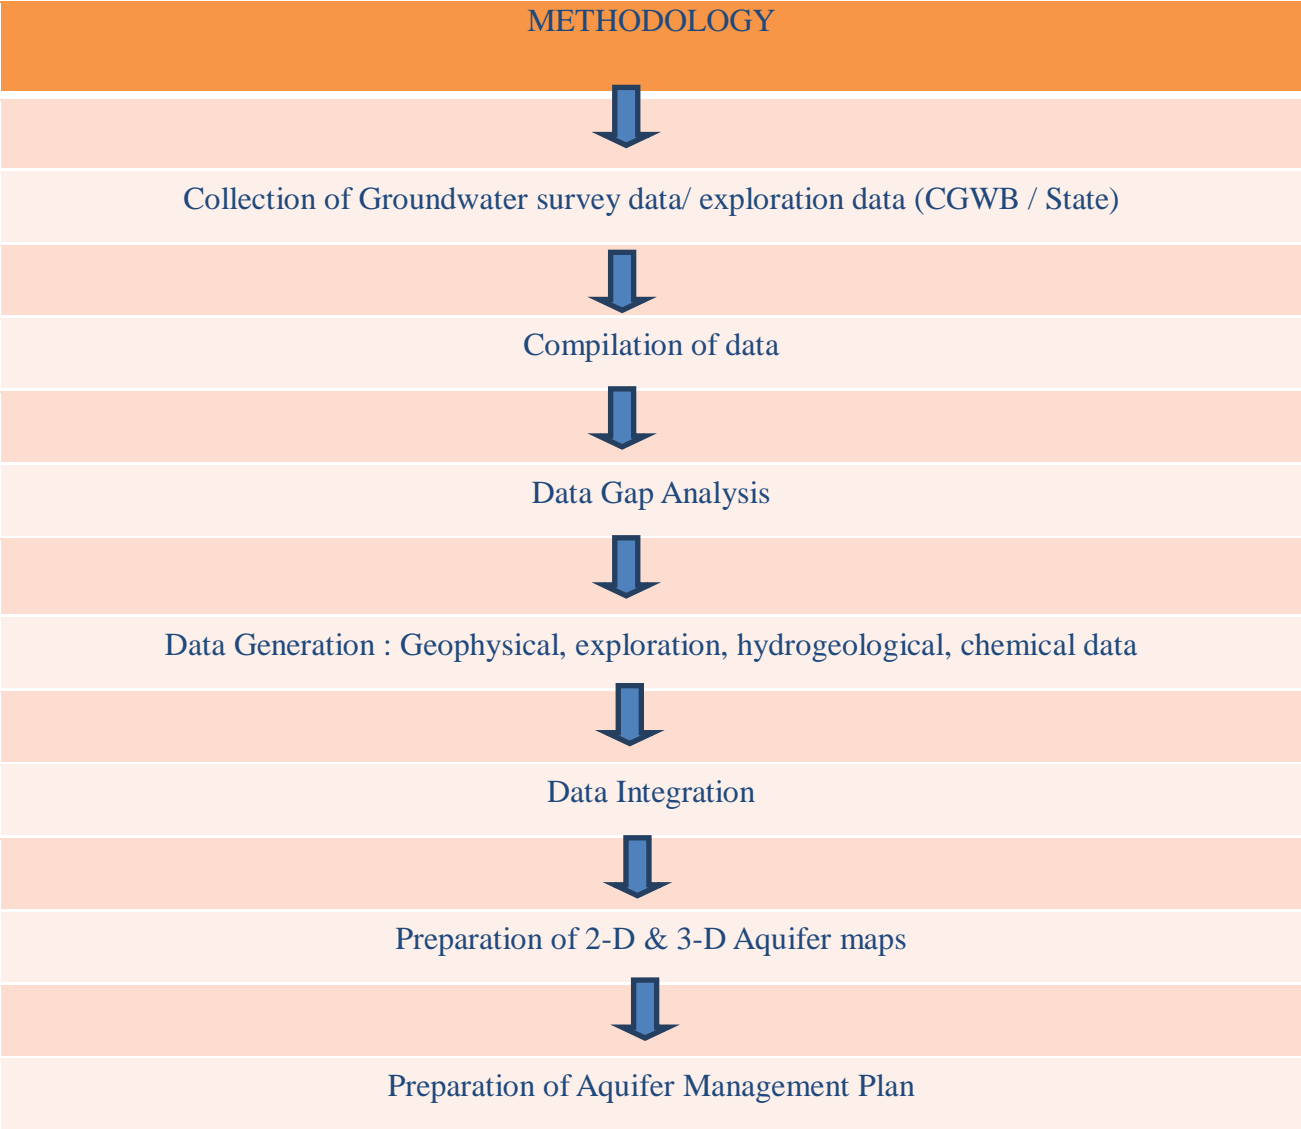 METHODOLOGY
Collection of Groundwater survey data/ exploration data (CGWB / State)
Compilation of data
Data Gap Analysis
Data Generation : Geophysical, exploration, hydrogeological, chemical data
Data Integration
Preparation of 2-D & 3-D Aquifer maps
Preparation of Aquifer Management Plan